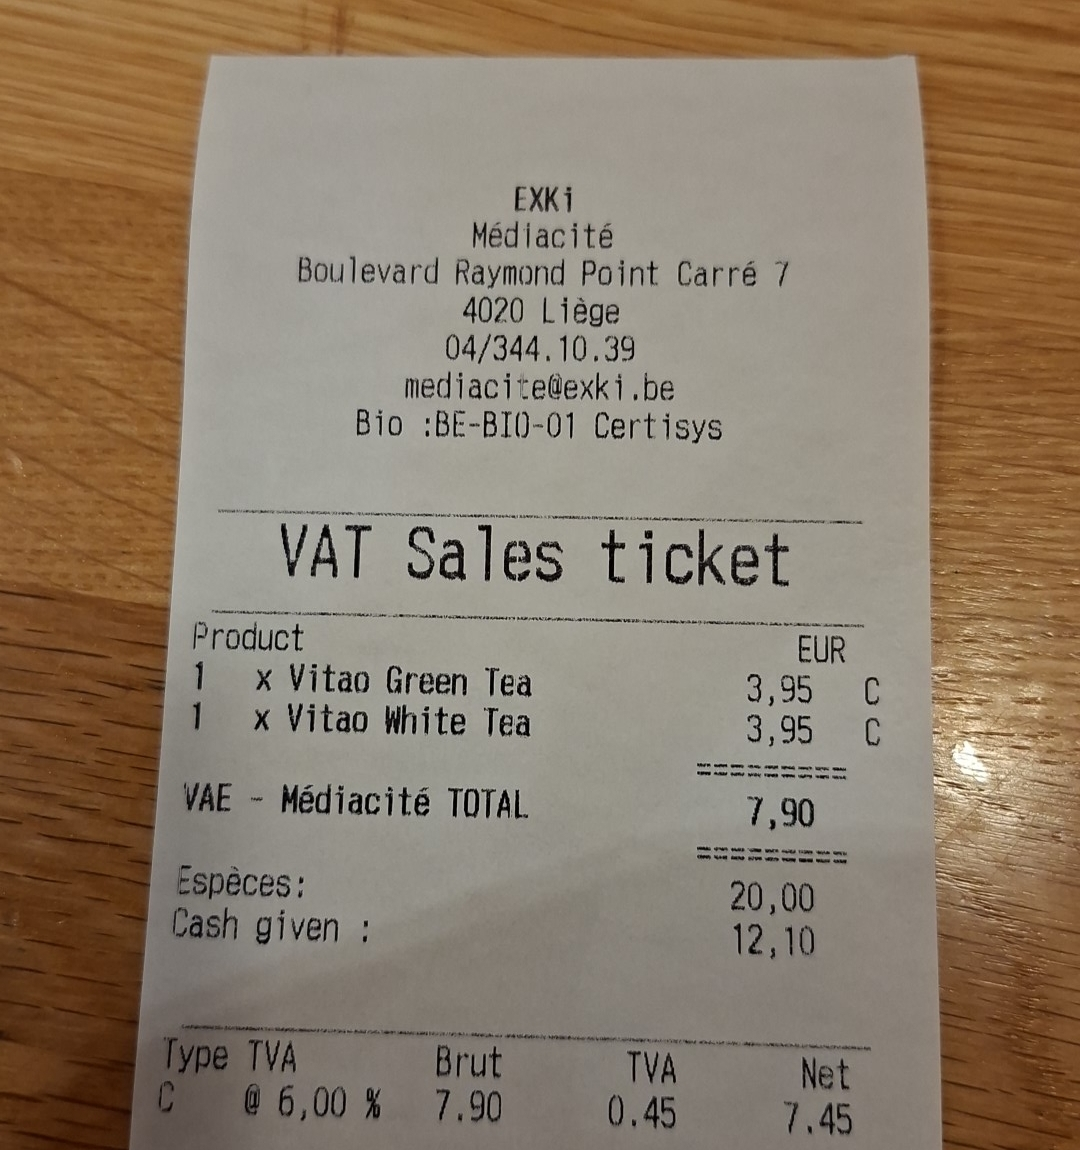 EXKi
Médiacité
Boulevard Raymond Point Carré 7
4020 Liège
04/344.10.39
mediacite@exki.be
Bio :BE-BIO-01 Certisys
VAT Sales ticket
Product EUR
1 x Vitao Green Tea 3,95 C
1 x Vitao White Tea 3,95 C
========
VAE - Médiacité TOTAL 7,90
========
Espèces: 20,00
Cash given : 12,10
Type TVA Brut TVA Net
C @ 6,00 % 7.90 0.45 7.45